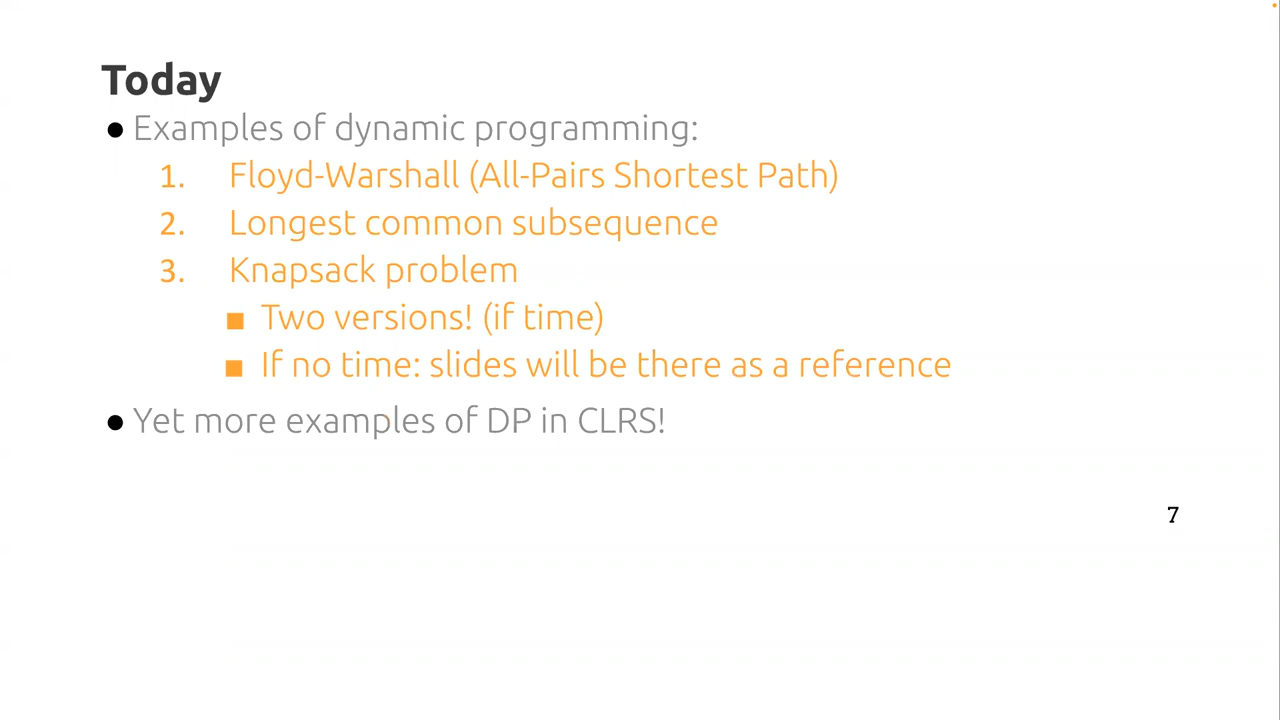 Today
● Examples of dynamic programming:
1. Floyd-Warshall (All-Pairs Shortest Path)
2. Longest common subsequence
3. Knapsack problem
■ Two versions! (if time)
■ If no time: slides will be there as a reference
● Yet more examples of DP in CLRS!
7